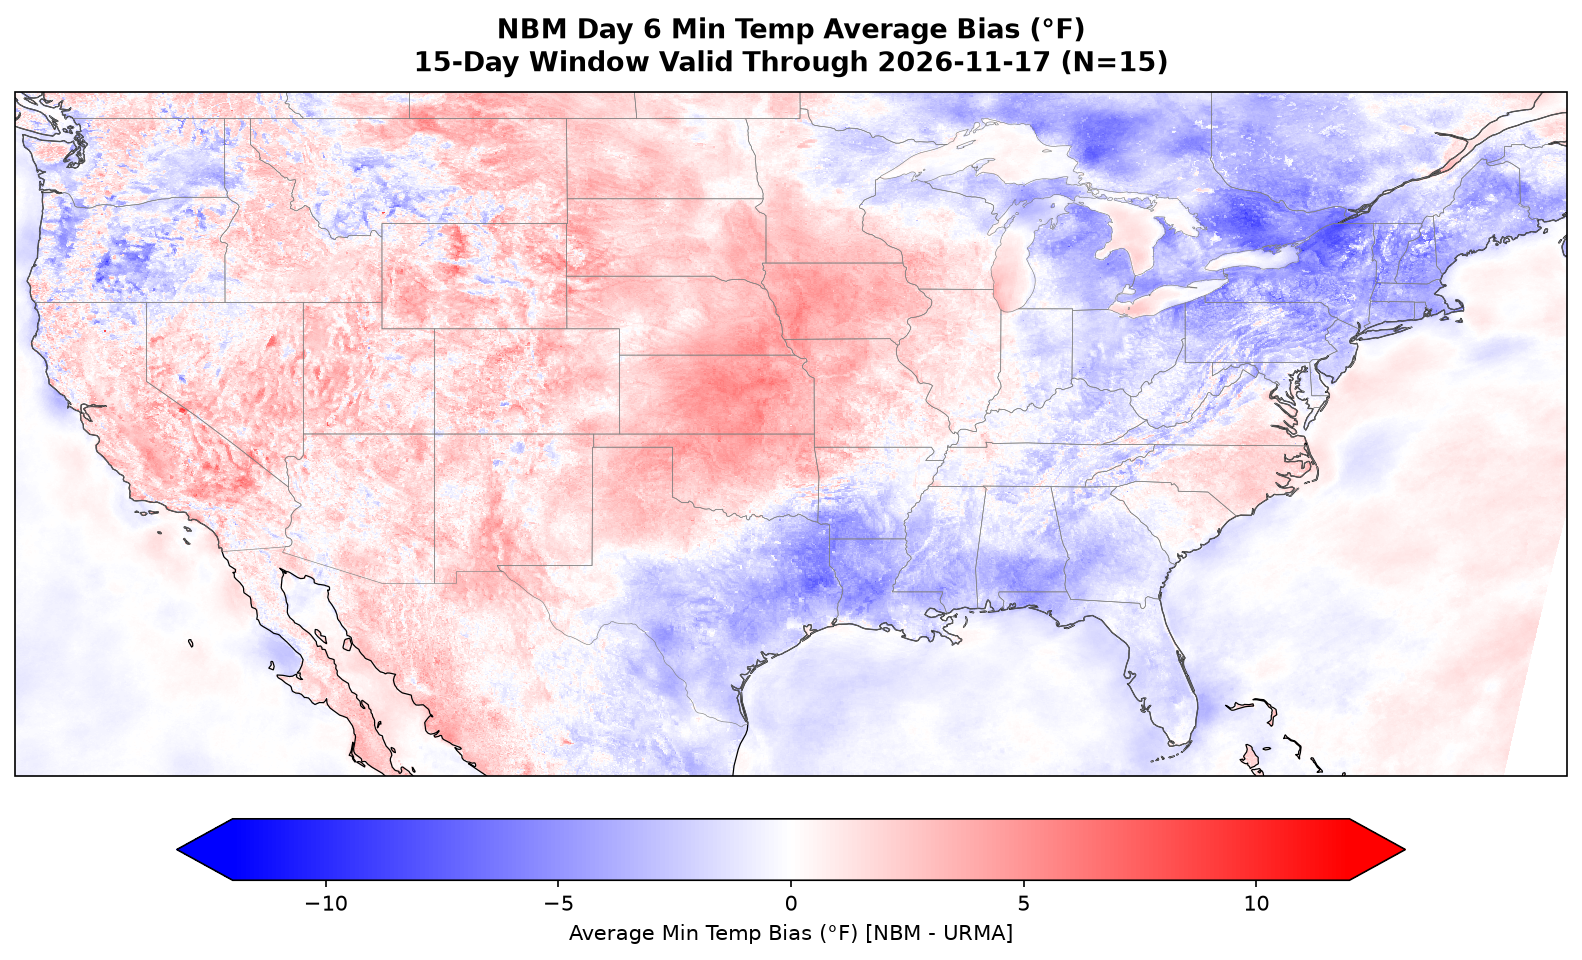 NBM Day 6 Min Temp Average Bias (°F)
15-Day Window Valid Through 2026-11-17 (N=15)
−10 −5 0 5 10
Average Min Temp Bias (°F) [NBM - URMA]